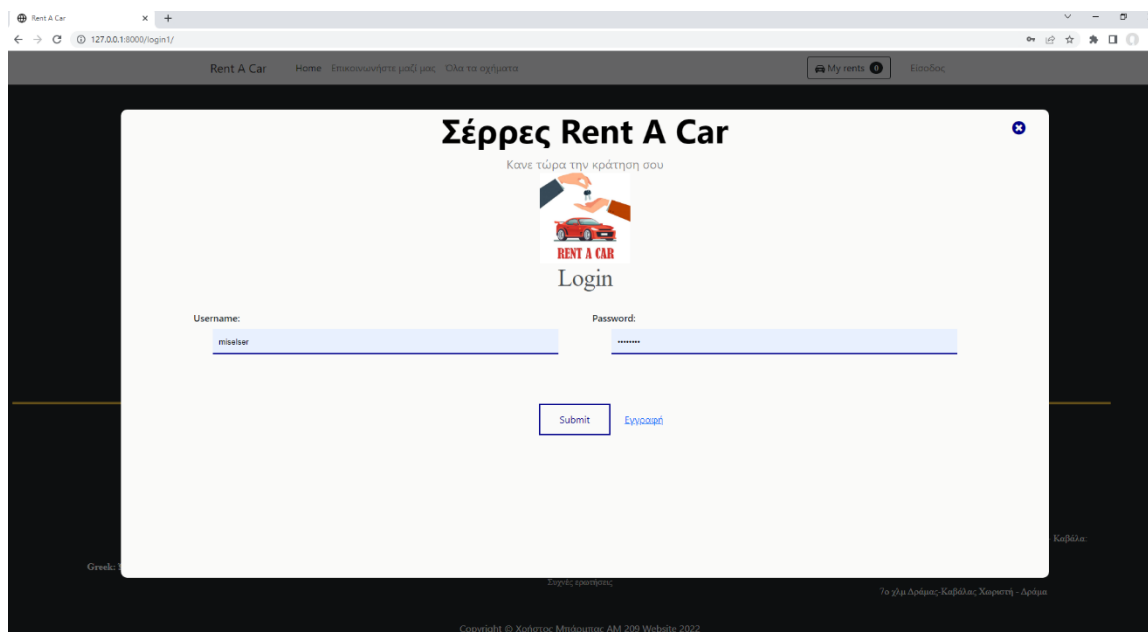 Rent A Car
127.0.0.1:8000/login1/
Rent A Car Home Επικοινωνήστε μαζί μας Όλα τα οχήματα My rents 0 Είσοδος
Σέρρες Rent A Car
Κανε τώρα την κράτηση σου
RENT A CAR
Login
Username: Password:
miselser ••••••••
Submit Εγγραφή
- Καβάλα:
Greek:
Συχνές ερωτήσεις
7ο χλμ Δράμας-Καβάλας Χωριστή - Δράμα
Copyright © Χρήστος Μπάρμπας ΑΜ 209 Website 2022